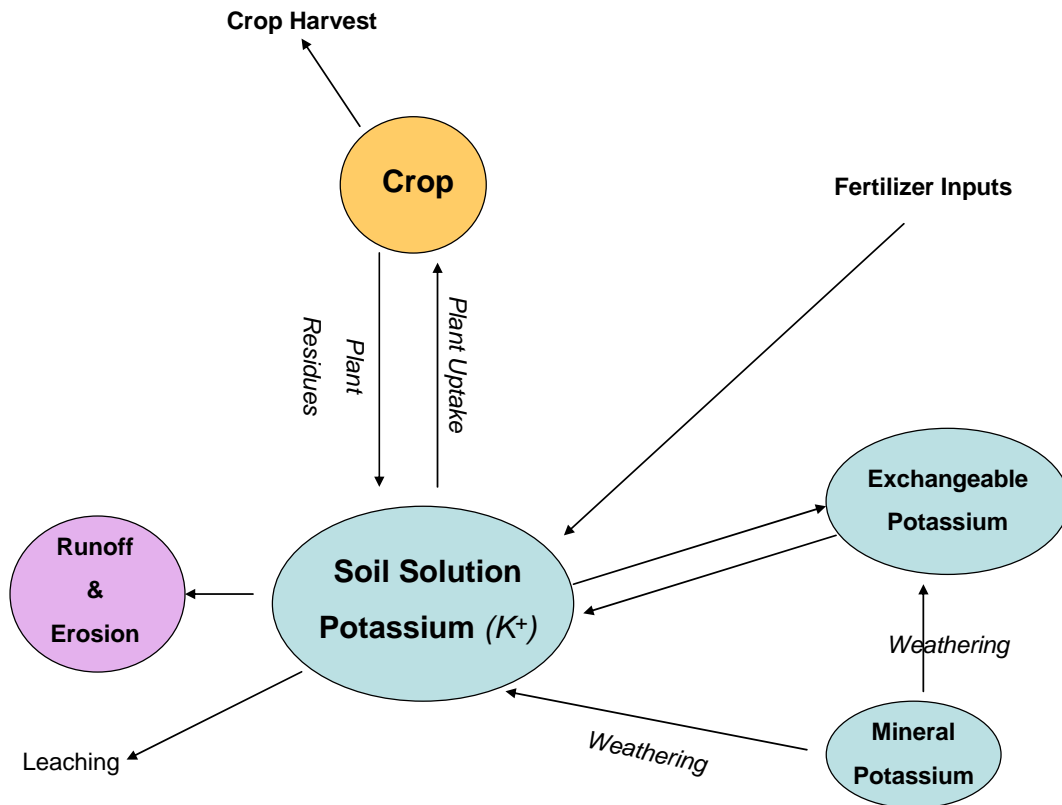 Crop Harvest
Crop
Fertilizer Inputs
Plant
Residues
Plant Uptake
Exchangeable
Potassium
Runoff
&
Erosion
Soil Solution
Potassium (K⁺)
Weathering
Leaching
Weathering
Mineral
Potassium